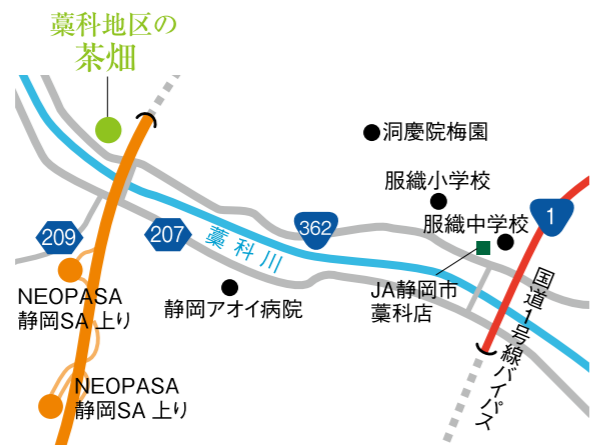 藁科地区の
茶畑
洞慶院梅園
服織小学校
1
362
服織中学校
209
207
藁科川
NEOPASA
静岡SA 上り
静岡アオイ病院
JA静岡市
藁科店
国道1号線バイパス
NEOPASA
静岡SA 上り